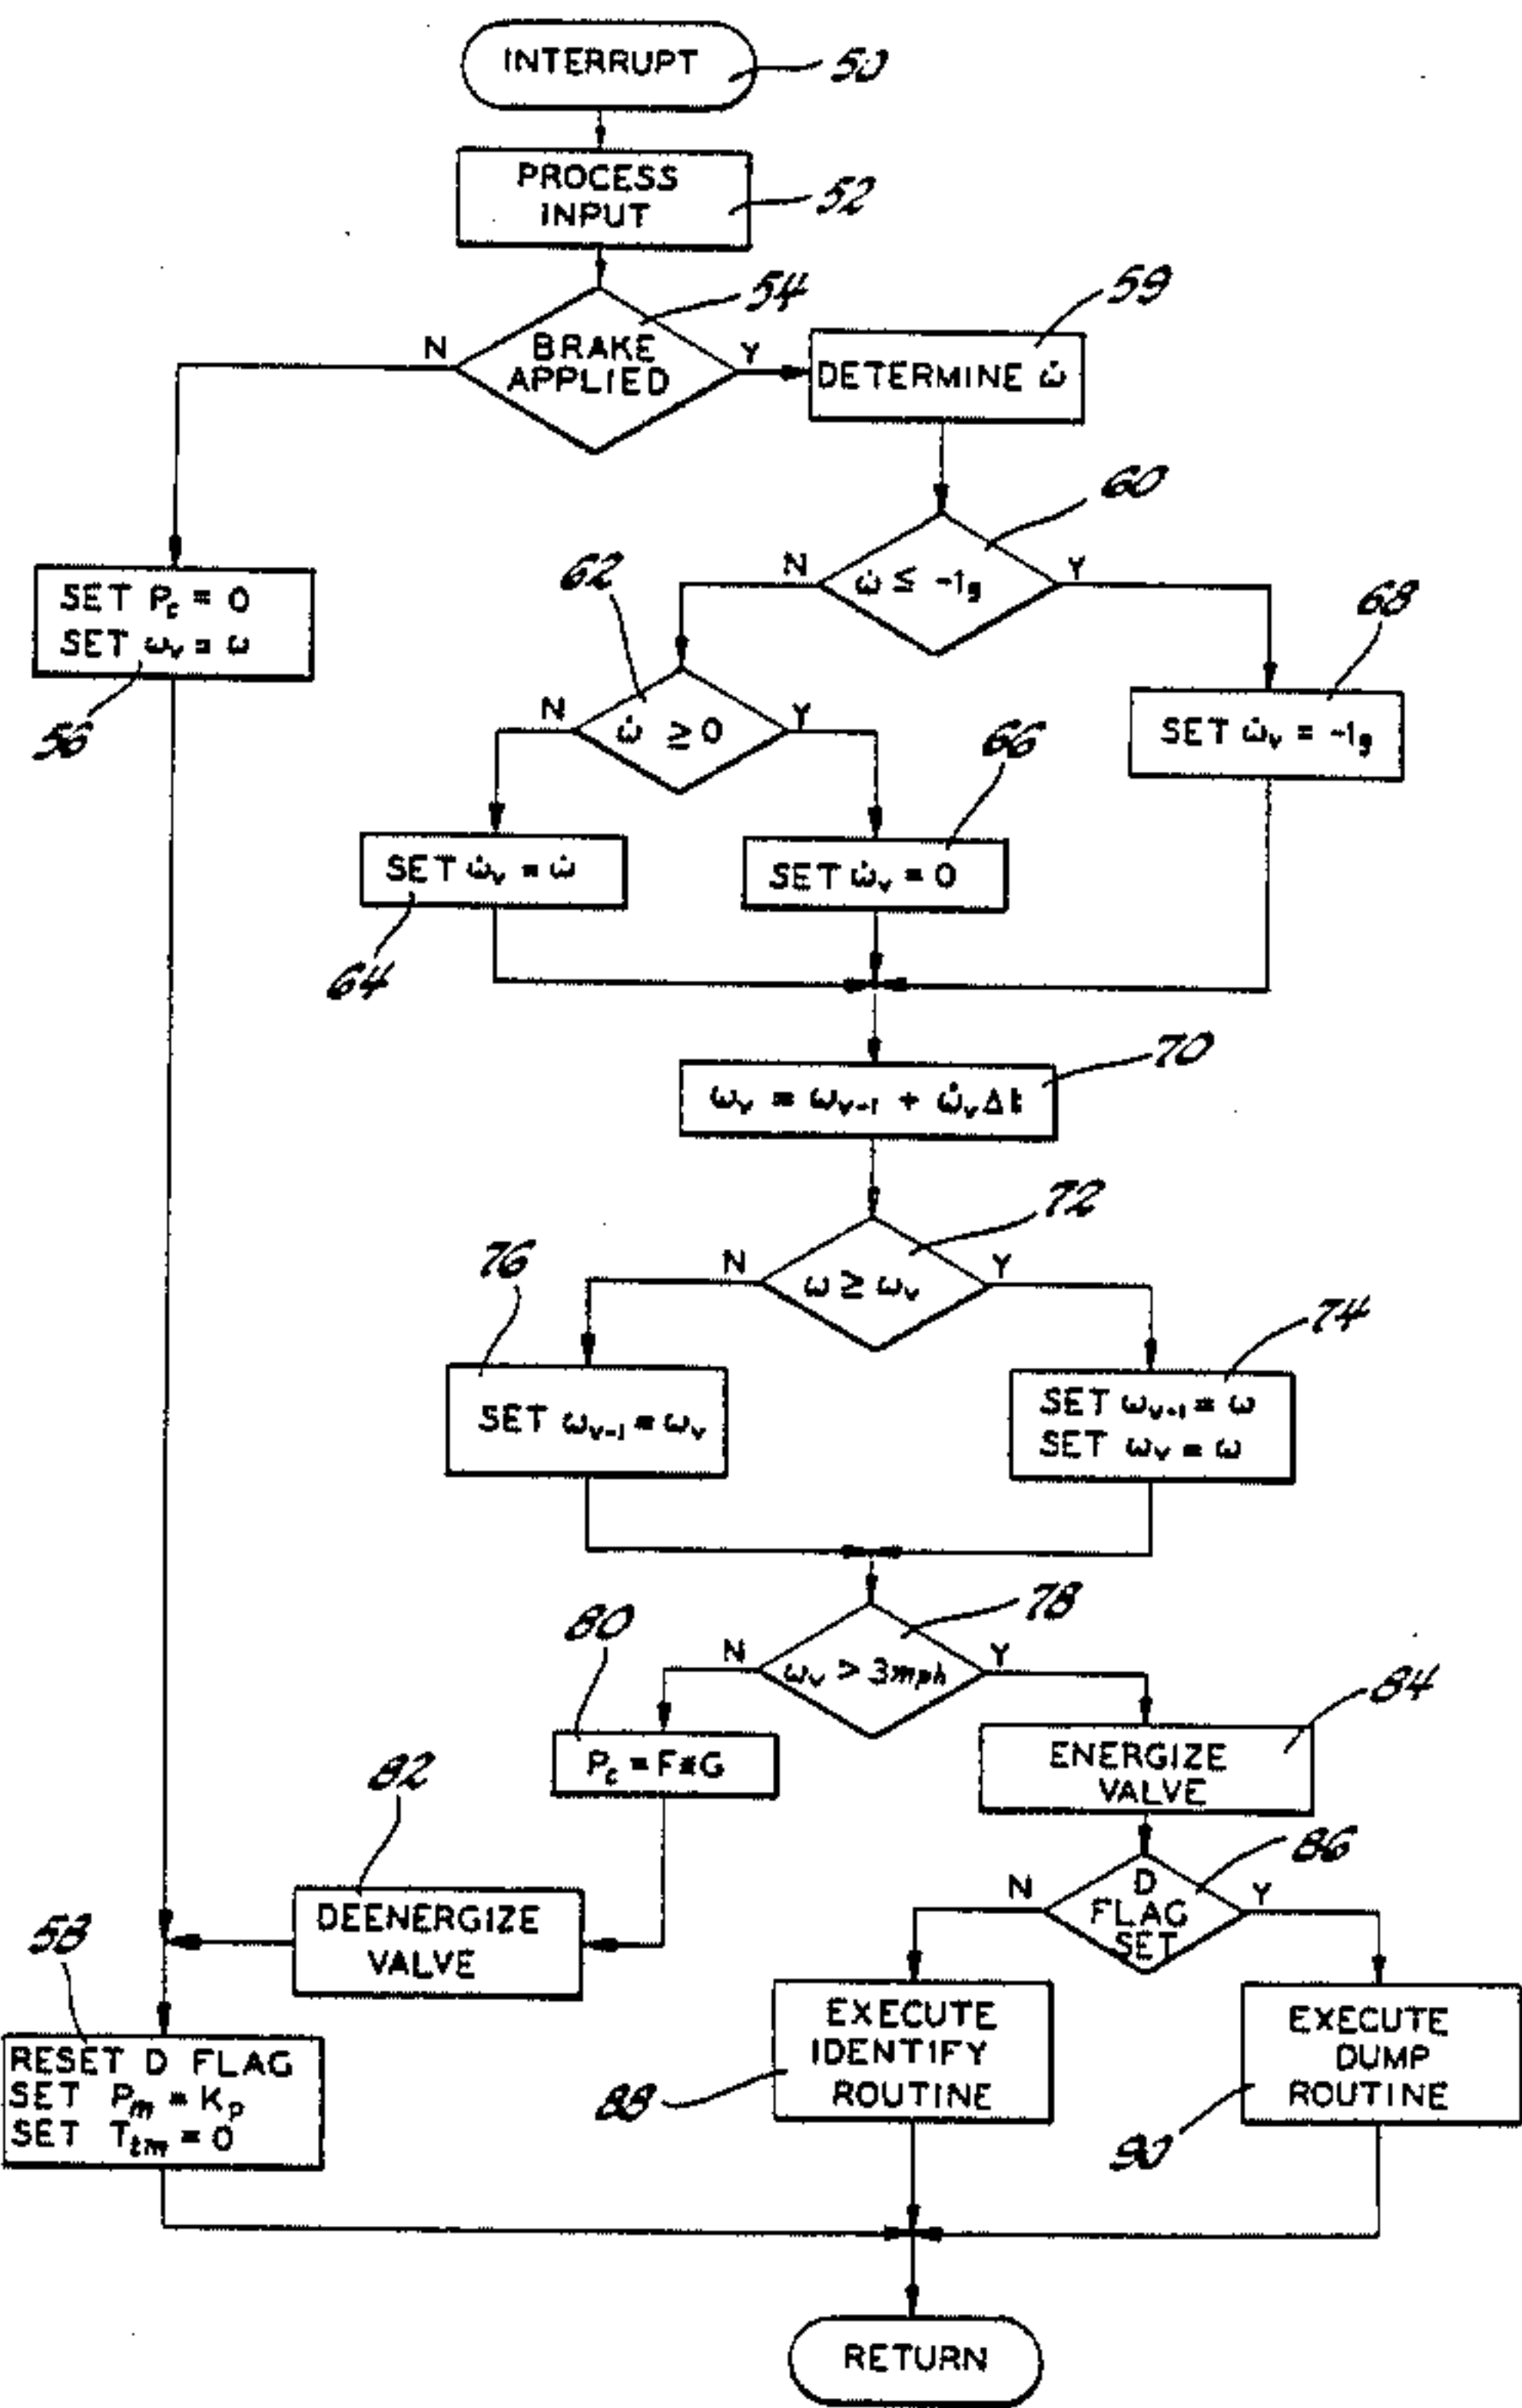 INTERRUPT
50
PROCESS
INPUT
52
54
59
N
BRAKE
APPLIED
Y
DETERMINE ω̇
60
62
N
ω̇ ≤ -1g
Y
68
SET Pc = 0
SET ωv = ω
56
N
ω̇ ≥ 0
Y
66
SET ω̇v = -1g
SET ω̇v = ω̇
SET ω̇v = 0
64
70
ωv = ωv-1 + ω̇vΔt
72
76
N
ω ≥ ωv
Y
74
SET ωv-1 = ωv
SET ωv-1 = ω
SET ωv = ω
78
80
N
ωv > 3mph
Y
84
Pc = F*G
ENERGIZE
VALVE
82
86
DEENERGIZE
VALVE
N
D
FLAG
SET
Y
58
RESET D FLAG
SET Pm = Kp
SET Ttm = 0
EXECUTE
IDENTIFY
ROUTINE
88
EXECUTE
DUMP
ROUTINE
90
RETURN